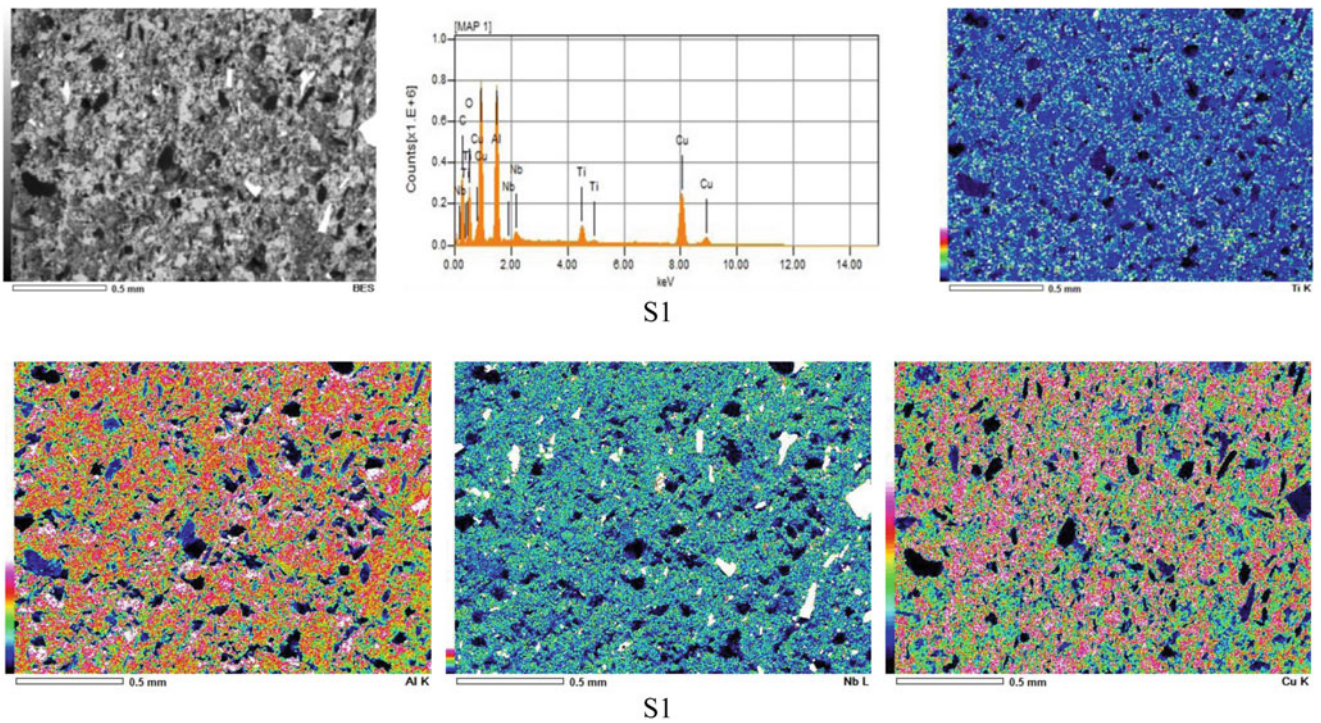 [MAP 1]
1.0
0.8
0.6
0.4
0.2
0.0
Counts[x1.E+6]
O
C
Ti
Cu
Cu
Al
Ti
Nb
Nb
Nb
Ti
Ti
Cu
Cu
0.00 2.00 4.00 6.00 8.00 10.00 12.00 14.00
keV
0.5 mm BES
0.5 mm Ti K
S1
0.5 mm Al K
0.5 mm Nb L
0.5 mm Cu K
S1